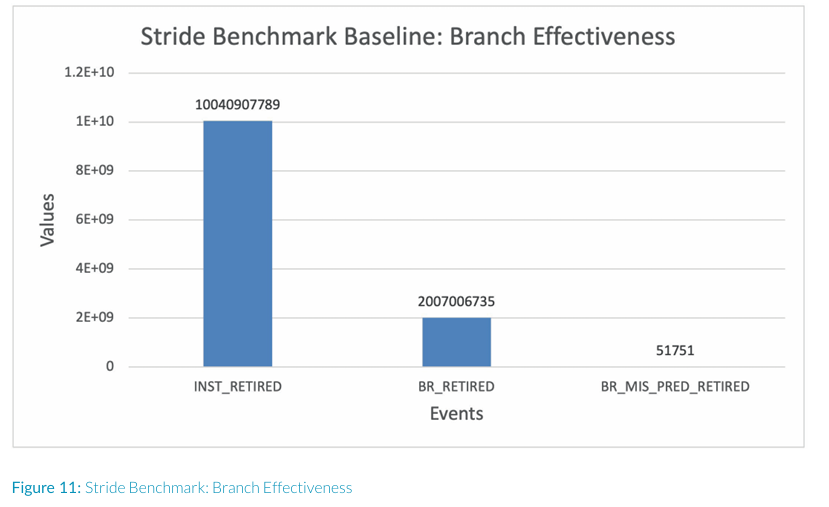 Stride Benchmark Baseline: Branch Effectiveness
1.2E+10
10040907789
1E+10
8E+09
6E+09
Values
4E+09
2007006735
2E+09
51751
0
INST_RETIRED
BR_RETIRED
BR_MIS_PRED_RETIRED
Events
Figure 11: Stride Benchmark: Branch Effectiveness